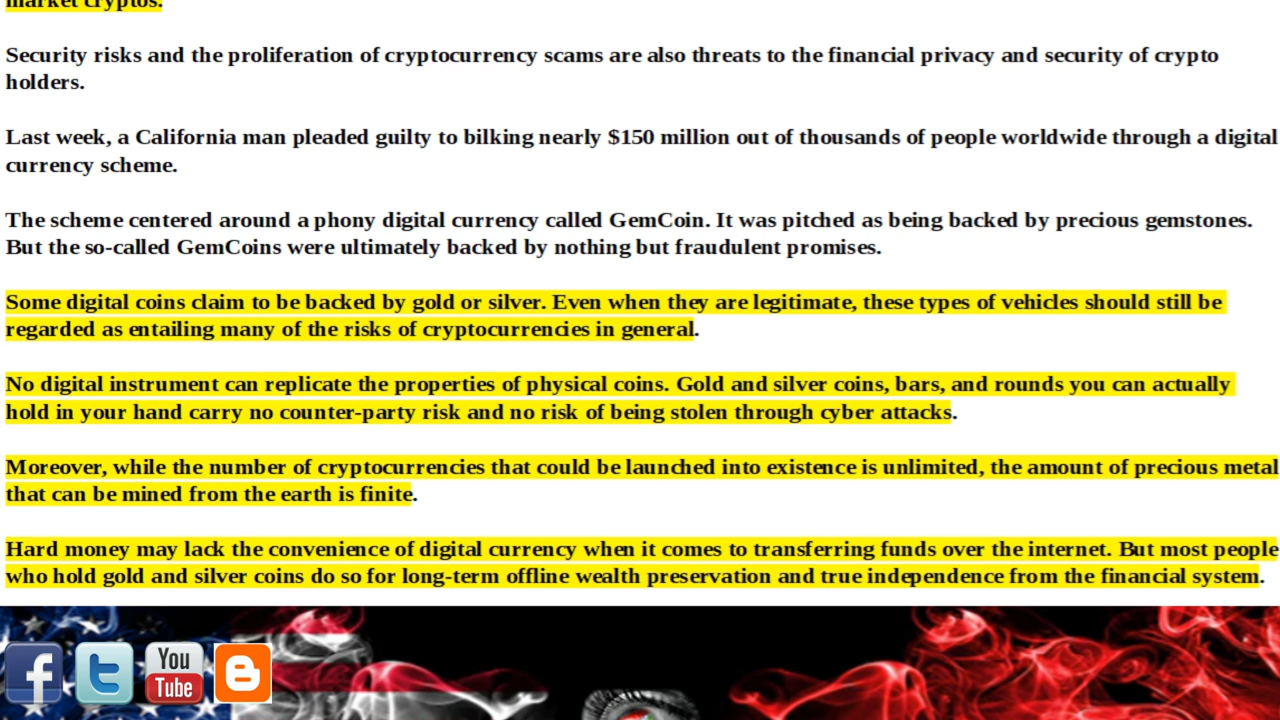 market cryptos.
Security risks and the proliferation of cryptocurrency scams are also threats to the financial privacy and security of crypto
holders.
Last week, a California man pleaded guilty to bilking nearly $150 million out of thousands of people worldwide through a digital
currency scheme.
The scheme centered around a phony digital currency called GemCoin. It was pitched as being backed by precious gemstones.
But the so-called GemCoins were ultimately backed by nothing but fraudulent promises.
Some digital coins claim to be backed by gold or silver. Even when they are legitimate, these types of vehicles should still be
regarded as entailing many of the risks of cryptocurrencies in general.
No digital instrument can replicate the properties of physical coins. Gold and silver coins, bars, and rounds you can actually
hold in your hand carry no counter-party risk and no risk of being stolen through cyber attacks.
Moreover, while the number of cryptocurrencies that could be launched into existence is unlimited, the amount of precious metal
that can be mined from the earth is finite.
Hard money may lack the convenience of digital currency when it comes to transferring funds over the internet. But most people
who hold gold and silver coins do so for long-term offline wealth preservation and true independence from the financial system.
You
Tube